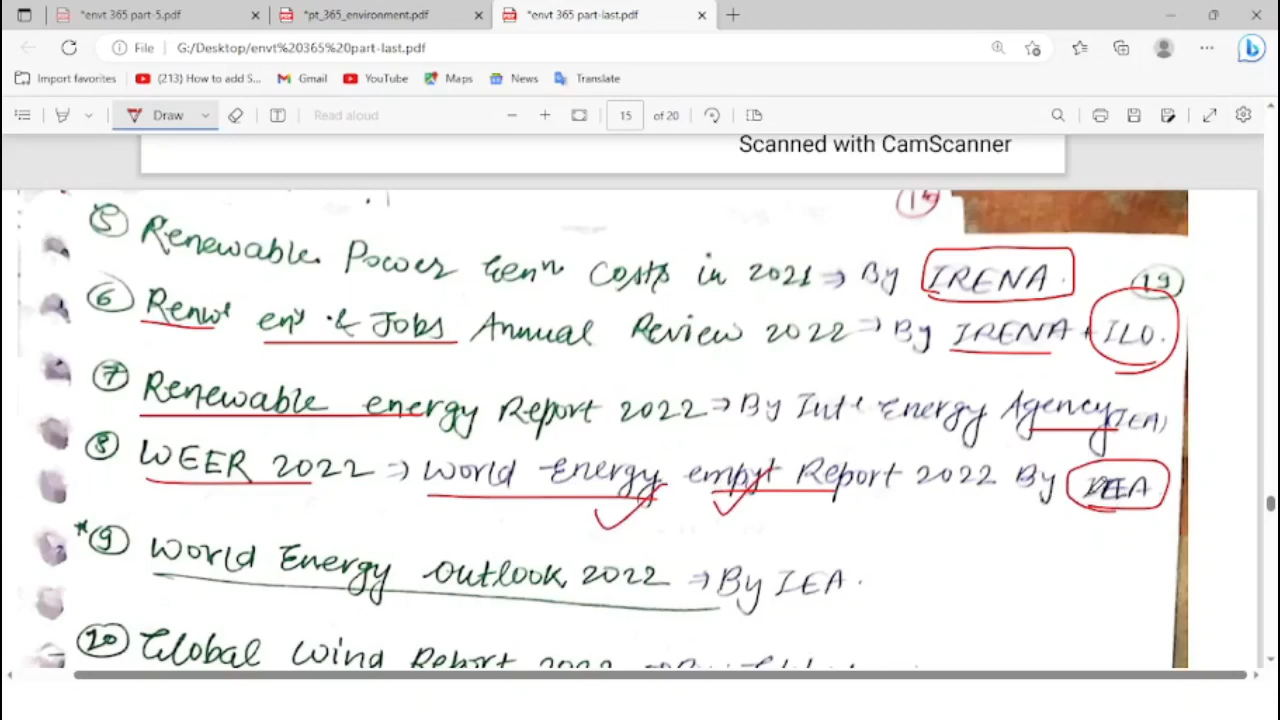 *envt 365 part-5.pdf
*pt_365_environment.pdf
*envt 365 part-last.pdf
File G:/Desktop/envt%20365%20part-last.pdf
Import favorites (213) How to add S... Gmail YouTube Maps News Translate
Draw Read aloud 15 of 20
Scanned with CamScanner
14
19
5 Renewable Power Genⁿ Costs in 2021 ⇒ By IRENA.
6 Renwᵉ enʸ & Jobs Annual Review 2022 ⇒ By IRENA + ILO.
7 Renewable energy Report 2022 ⇒ By Intˡ Energy Agency (IEA)
8 WEER 2022 ⇒ World Energy empyt Report 2022 By IEA
*9 World Energy Outlook 2022 ⇒ By IEA.
20 Global Wind Report 2022